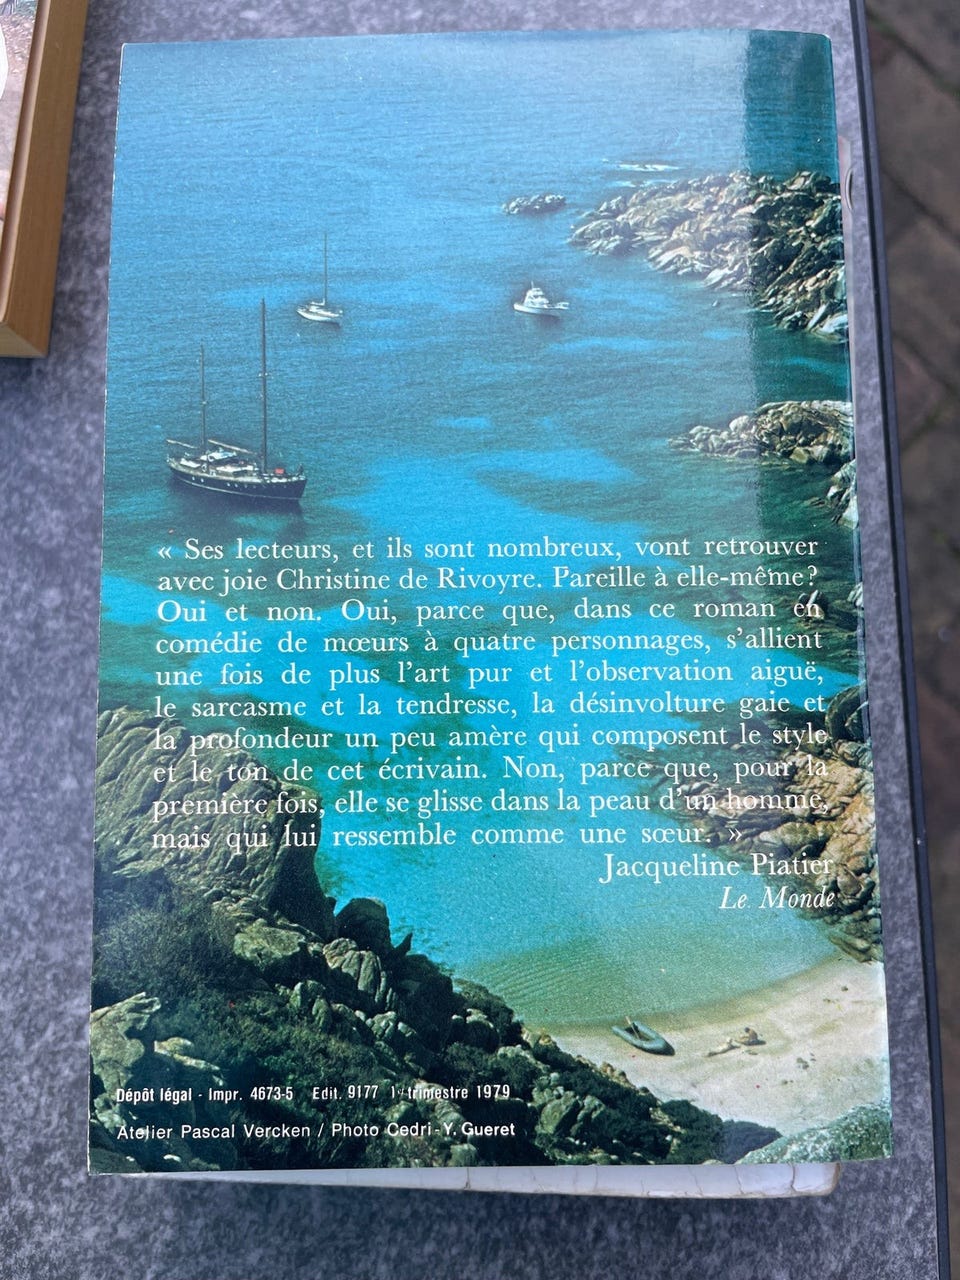 « Ses lecteurs, et ils sont nombreux, vont retrouver
avec joie Christine de Rivoyre. Pareille à elle-même?
Oui et non. Oui, parce que, dans ce roman en
comédie de mœurs à quatre personnages, s'allient
une fois de plus l'art pur et l'observation aiguë,
le sarcasme et la tendresse, la désinvolture gaie et
la profondeur un peu amère qui composent le style
et le ton de cet écrivain. Non, parce que, pour la
première fois, elle se glisse dans la peau d'un homme,
mais qui lui ressemble comme une sœur. »
Jacqueline Piatier
Le Monde
Dépôt légal - Impr. 4673-5 Edit. 9177 1er trimestre 1979
Atelier Pascal Vercken / Photo Cedri-Y. Gueret